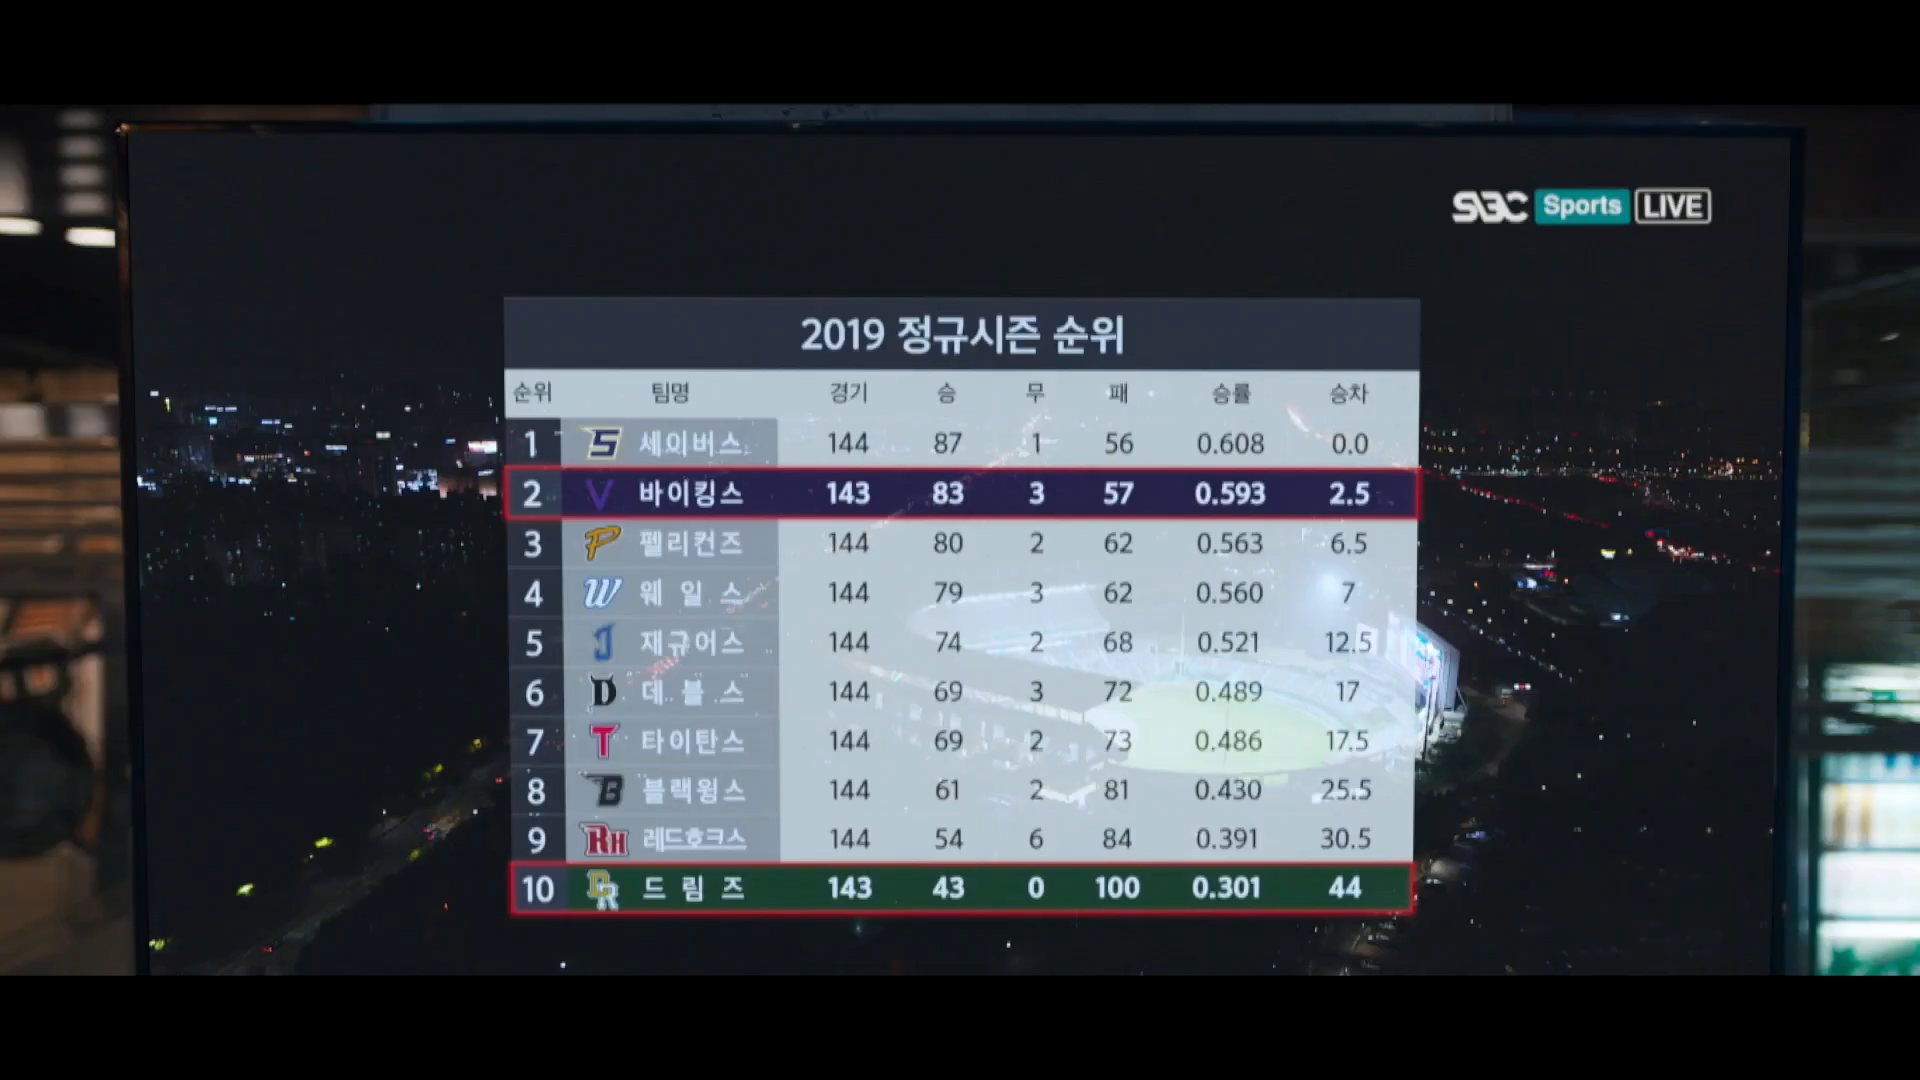 SBC Sports LIVE
2019 정규시즌 순위
순위 팀명 경기 승 무 패 승률 승차
1 S 세이버스 144 87 1 56 0.608 0.0
2 V 바이킹스 143 83 3 57 0.593 2.5
3 P 펠리컨즈 144 80 2 62 0.563 6.5
4 W 웨일스 144 79 3 62 0.560 7
5 J 재규어스 144 74 2 68 0.521 12.5
6 D 데블스 144 69 3 72 0.489 17
7 T 타이탄스 144 69 2 73 0.486 17.5
8 B 블랙윙스 144 61 2 81 0.430 25.5
9 RH 레드호크스 144 54 6 84 0.391 30.5
10 DR 드림즈 143 43 0 100 0.301 44